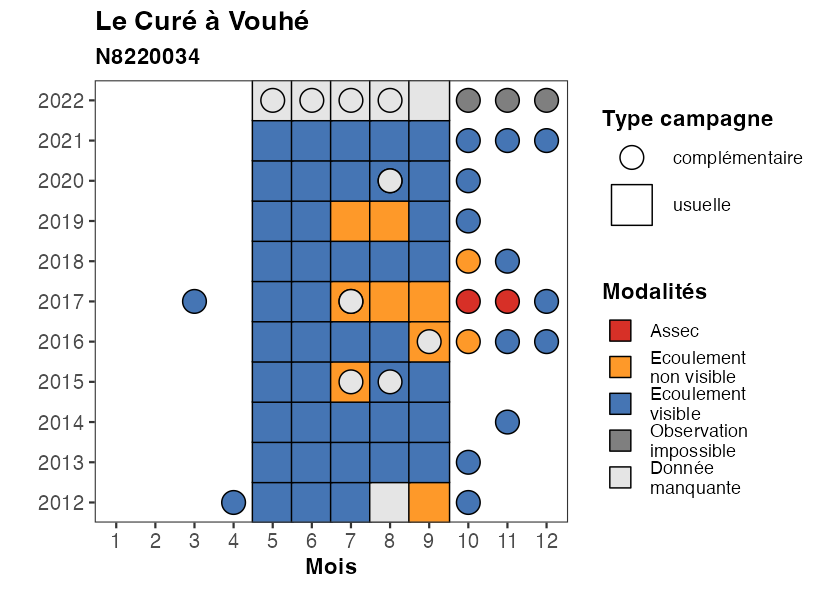 Le Curé à Vouhé
N8220034
2022
2021
2020
2019
2018
2017
2016
2015
2014
2013
2012
1 2 3 4 5 6 7 8 9 10 11 12
Mois
Type campagne
complémentaire
usuelle
Modalités
Assec
Ecoulement
non visible
Ecoulement
visible
Observation
impossible
Donnée
manquante